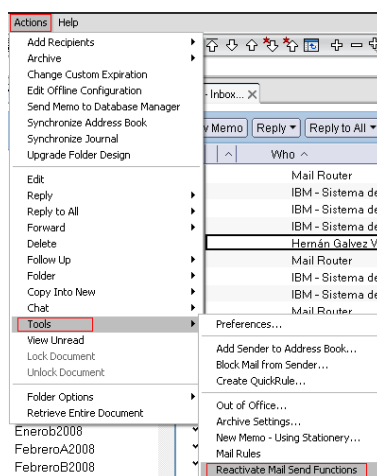 Actions Help
Add Recipients
Archive
Change Custom Expiration
Edit Offline Configuration
Send Memo to Database Manager
Synchronize Address Book
Synchronize Journal
Upgrade Folder Design
Edit
Reply
Reply to All
Forward
Delete
Follow Up
Folder
Copy Into New
Chat
Tools
View Unread
Lock Document
Unlock Document
Folder Options
Retrieve Entire Document
Enerob2008
FebreroA2008
FebreroB2008
- Inbox...
Memo Reply Reply to All
Who
Mail Router
IBM - Sistema de
IBM - Sistema de
IBM - Sistema de
Hernán Galvez V
Mail Router
IBM - Sistema de
IBM - Sistema de
Mail Router
Preferences...
Add Sender to Address Book...
Block Mail from Sender...
Create QuickRule...
Out of Office...
Archive Settings...
New Memo - Using Stationery...
Mail Rules
Reactivate Mail Send Functions